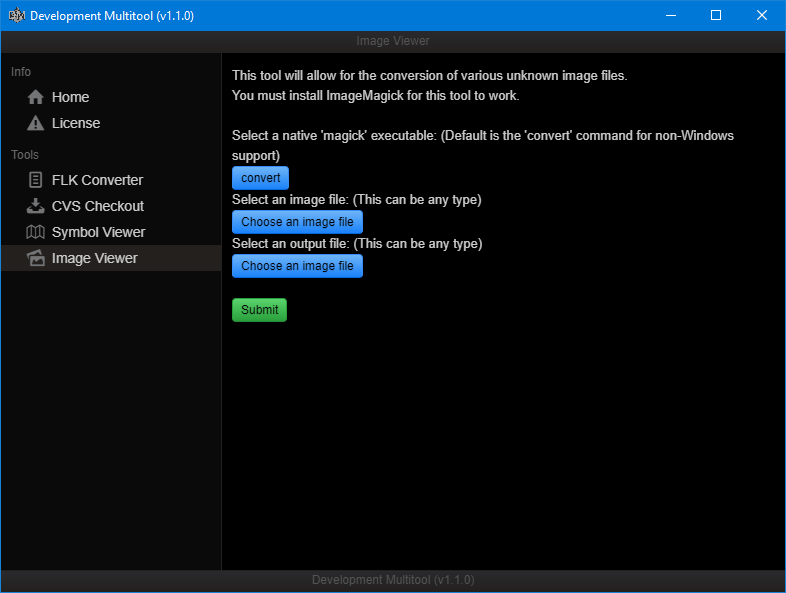 Development Multitool (v1.1.0)
Image Viewer
Info
Home
License
Tools
FLK Converter
CVS Checkout
Symbol Viewer
Image Viewer
This tool will allow for the conversion of various unknown image files.
You must install ImageMagick for this tool to work.
Select a native 'magick' executable: (Default is the 'convert' command for non-Windows
support)
convert
Select an image file: (This can be any type)
Choose an image file
Select an output file: (This can be any type)
Choose an image file
Submit
Development Multitool (v1.1.0)